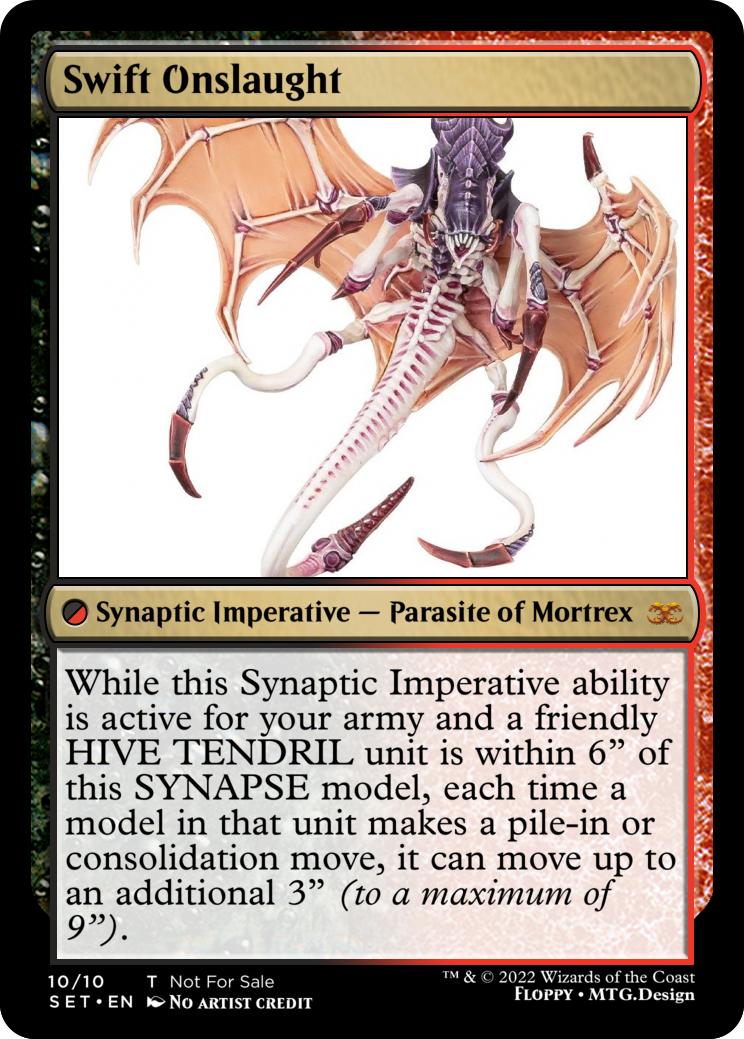 Swift Onslaught
Synaptic Imperative — Parasite of Mortrex
While this Synaptic Imperative ability
is active for your army and a friendly
HIVE TENDRIL unit is within 6” of
this SYNAPSE model, each time a
model in that unit makes a pile-in or
consolidation move, it can move up to
an additional 3” (to a maximum of
9”).
10/10 T Not For Sale
SET • EN No artist credit
™ & © 2022 Wizards of the Coast
Floppy • MTG.Design